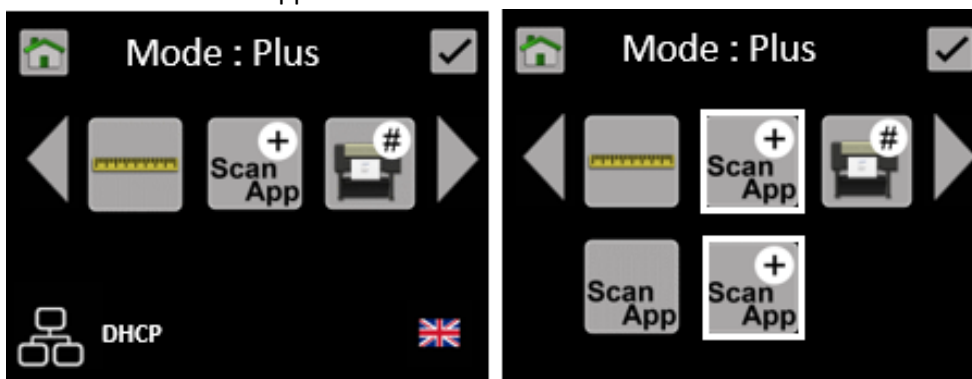 Mode : Plus
+
Scan
App
#
DHCP
Mode : Plus
+
Scan
App
#
Scan
App
+
Scan
App